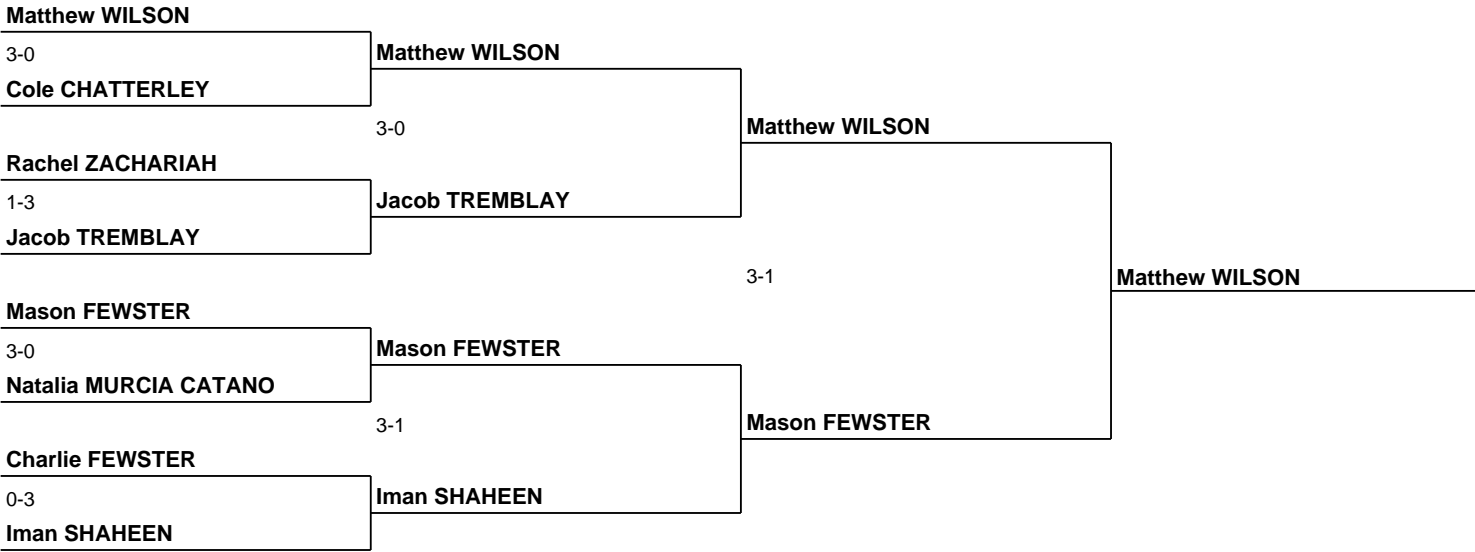 Matthew WILSON
3-0
Matthew WILSON
Cole CHATTERLEY
3-0
Matthew WILSON
Rachel ZACHARIAH
1-3
Jacob TREMBLAY
Jacob TREMBLAY
3-1
Matthew WILSON
Mason FEWSTER
3-0
Mason FEWSTER
Natalia MURCIA CATANO
3-1
Mason FEWSTER
Charlie FEWSTER
0-3
Iman SHAHEEN
Iman SHAHEEN